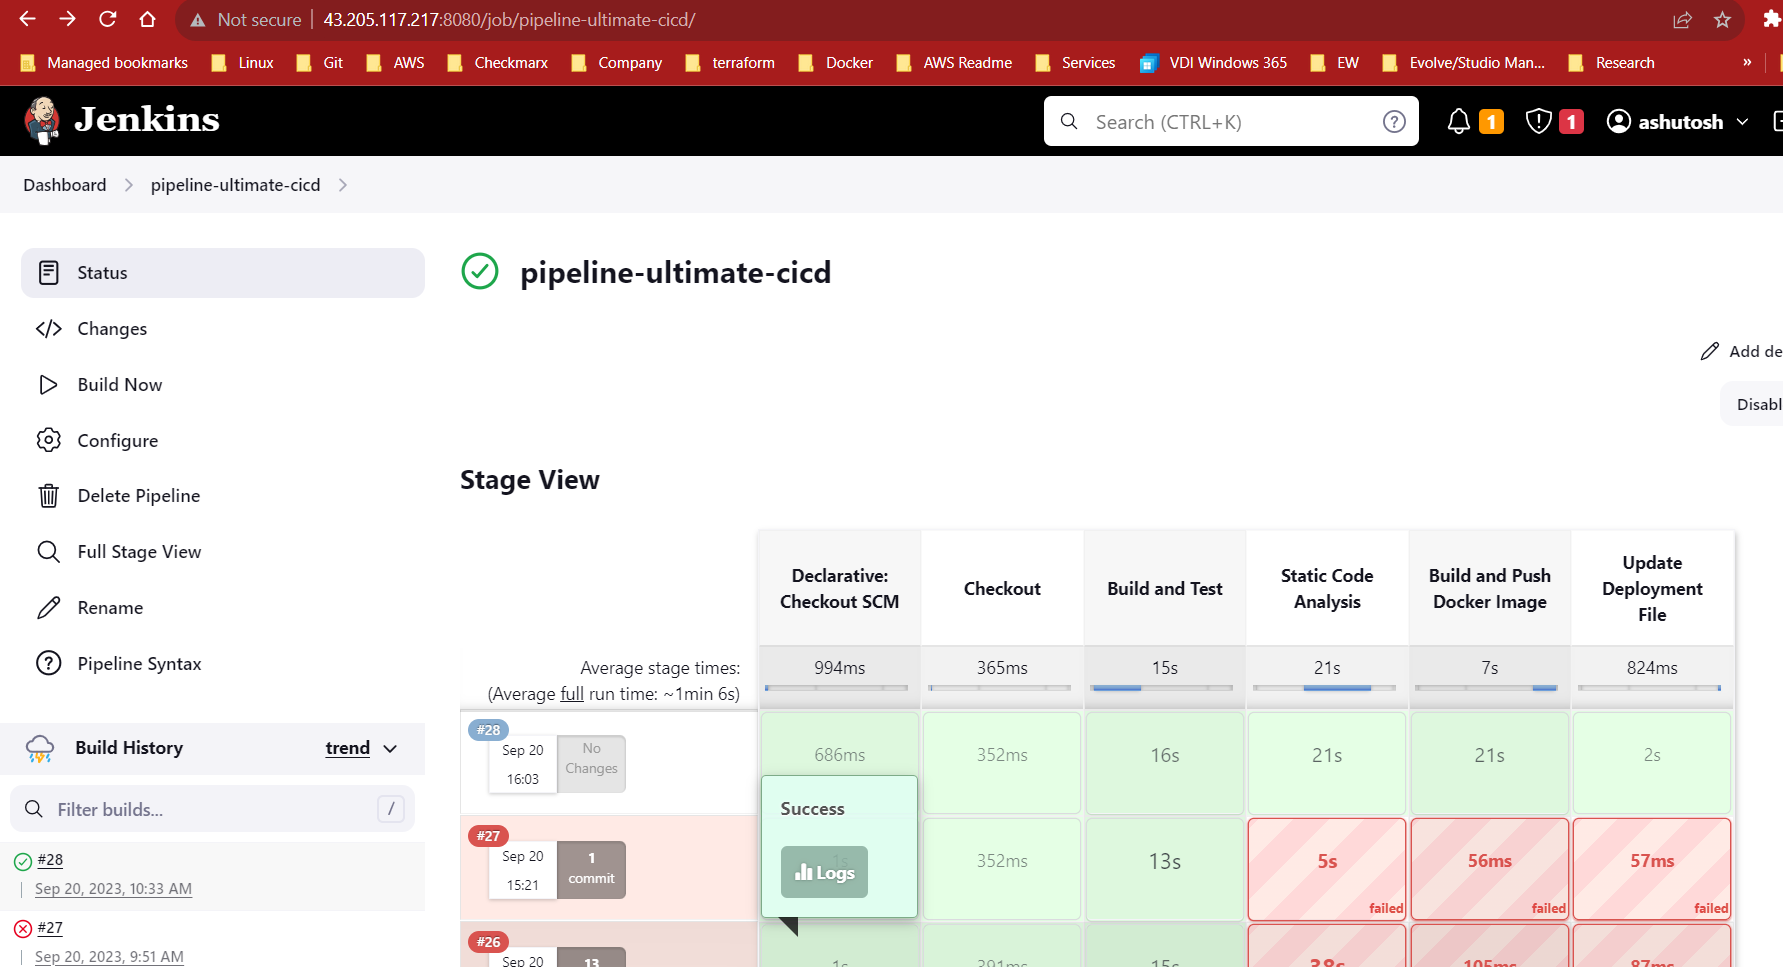 Not secure 43.205.117.217:8080/job/pipeline-ultimate-cicd/
Managed bookmarks Linux Git AWS Checkmarx Company terraform Docker AWS Readme Services VDI Windows 365 EW Evolve/Studio Man... Research »
Jenkins Search (CTRL+K) ? 1 1 ashutosh
Dashboard pipeline-ultimate-cicd
Status
Changes
Build Now
Configure
Delete Pipeline
Full Stage View
Rename
Pipeline Syntax
Build History trend
Filter builds... /
#28
Sep 20, 2023, 10:33 AM
#27
Sep 20, 2023, 9:51 AM
pipeline-ultimate-cicd
Add de
Disabl
Stage View
Declarative: Checkout SCM
Checkout
Build and Test
Static Code Analysis
Build and Push Docker Image
Update Deployment File
Average stage times:
(Average full run time: ~1min 6s)
994ms 365ms 15s 21s 7s 824ms
#28
Sep 20
16:03
No Changes
686ms 352ms 16s 21s 21s 2s
Success
Logs
#27
Sep 20
15:21
1 commit
1s 352ms 13s 5s 56ms 57ms
failed failed failed
#26
Sep 20
13
1s 391ms 15s 38s 105ms 87ms